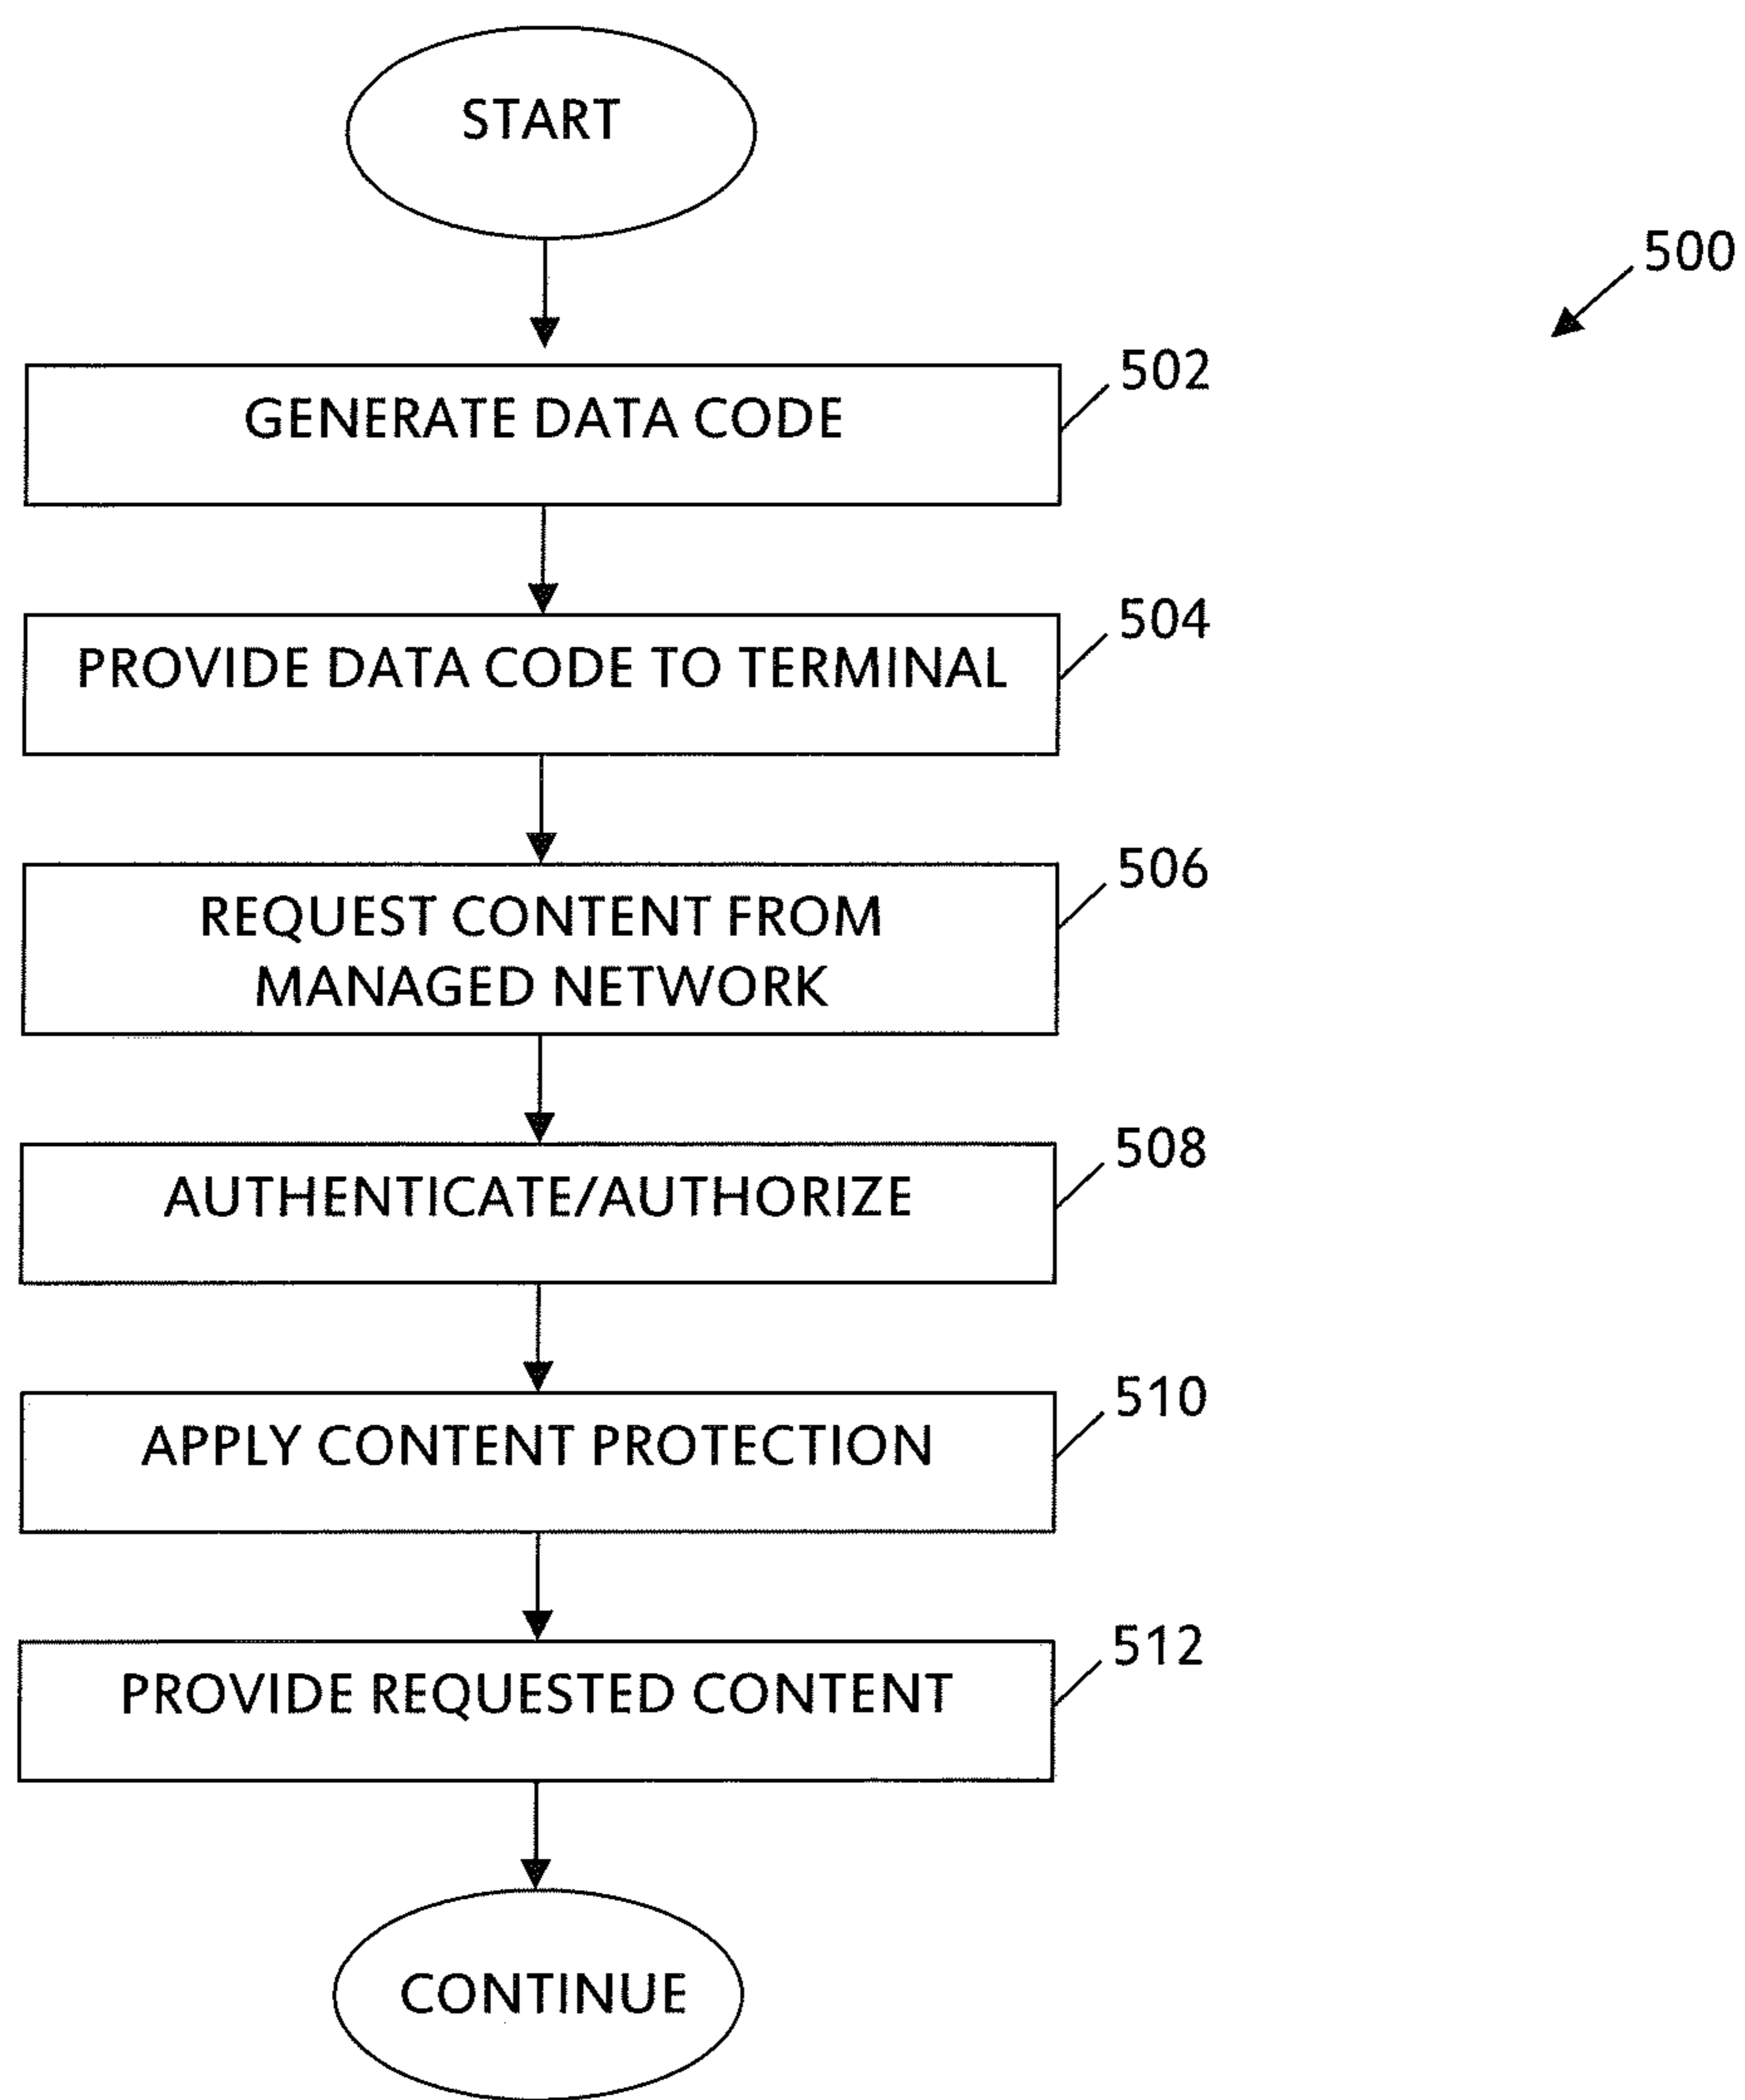 START
500
GENERATE DATA CODE
502
PROVIDE DATA CODE TO TERMINAL
504
REQUEST CONTENT FROM
MANAGED NETWORK
506
AUTHENTICATE/AUTHORIZE
508
APPLY CONTENT PROTECTION
510
PROVIDE REQUESTED CONTENT
512
CONTINUE